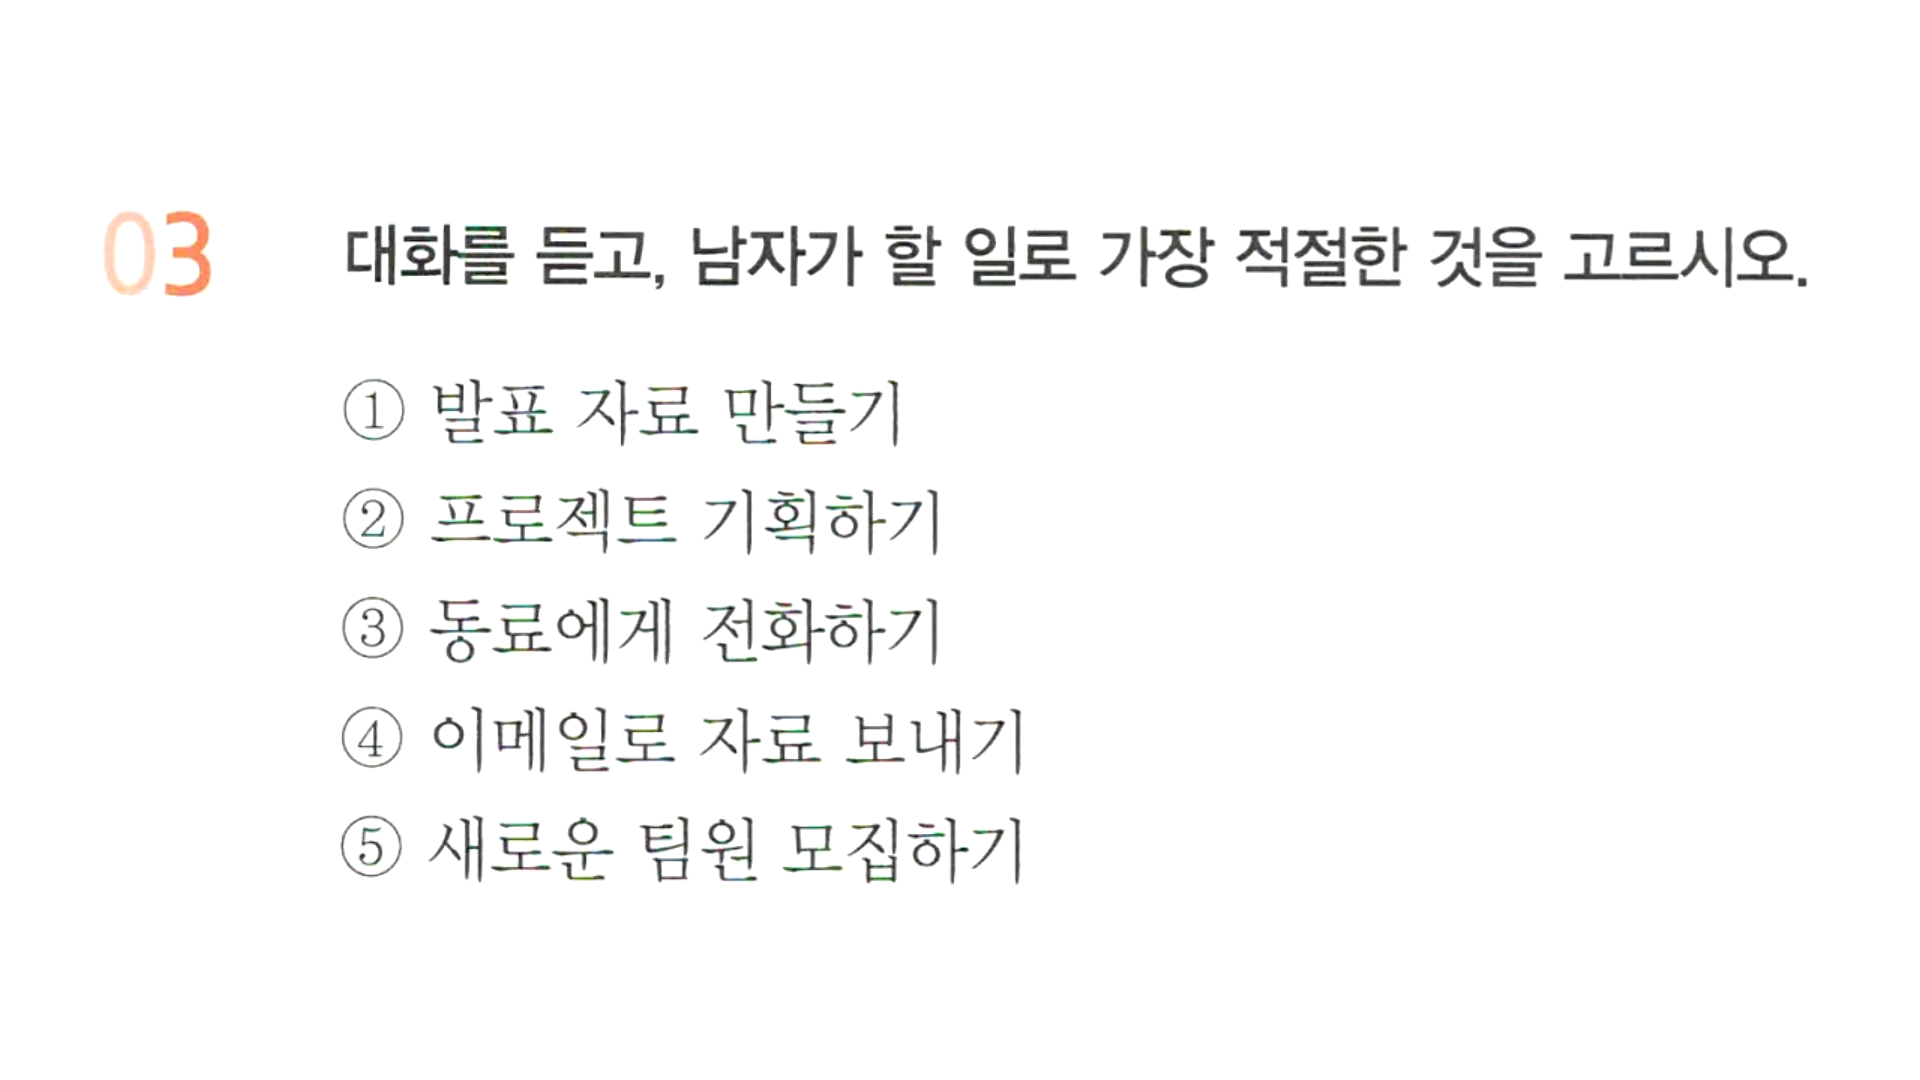 03 대화를 듣고, 남자가 할 일로 가장 적절한 것을 고르시오.
① 발표 자료 만들기
② 프로젝트 기획하기
③ 동료에게 전화하기
④ 이메일로 자료 보내기
⑤ 새로운 팀원 모집하기